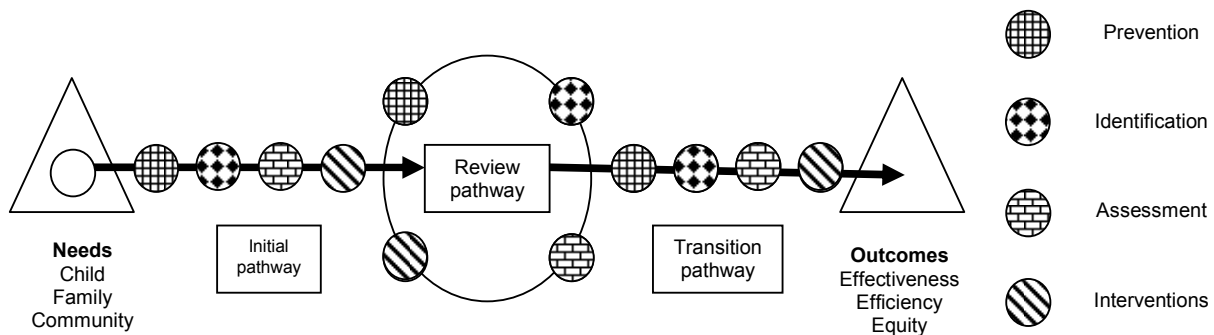 Needs
Child
Family
Community
Initial
pathway
Review
pathway
Transition
pathway
Outcomes
Effectiveness
Efficiency
Equity
Prevention
Identification
Assessment
Interventions